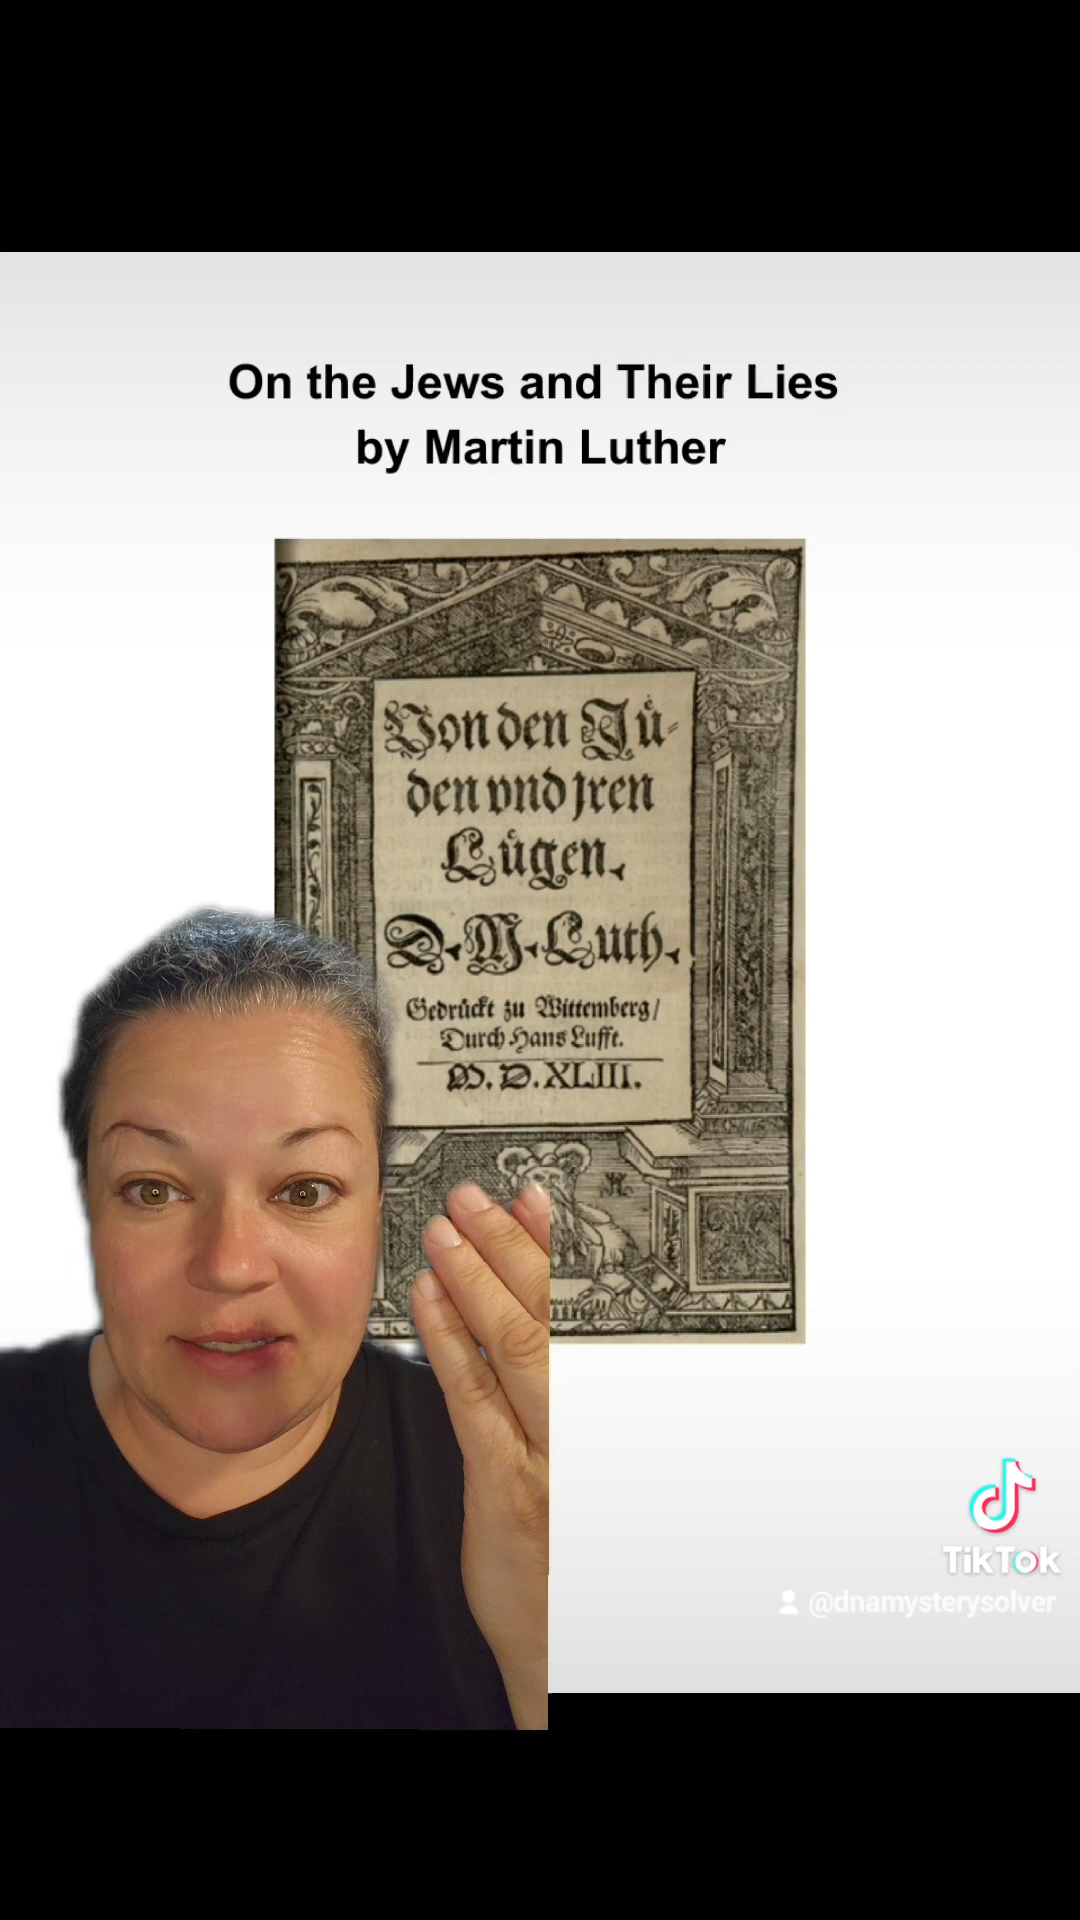 On the Jews and Their Lies
by Martin Luther
Von den Jü-
den vnd jren
Lügen.
D. M. Luth.
Gedrückt zu Wittemberg/
Durch Hans Lufft.
M. D. XLIII.
TikTok
@dnamysterysolver